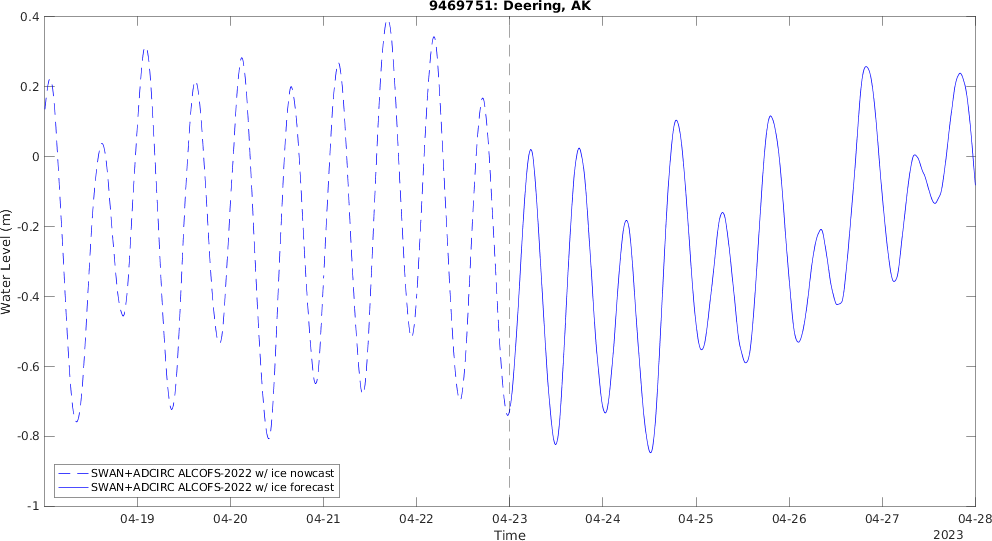 9469751: Deering, AK
Water Level (m)
0.4
0.2
0
-0.2
-0.4
-0.6
-0.8
-1
SWAN+ADCIRC ALCOFS-2022 w/ ice nowcast
SWAN+ADCIRC ALCOFS-2022 w/ ice forecast
04-19 04-20 04-21 04-22 04-23 04-24 04-25 04-26 04-27 04-28
Time
2023